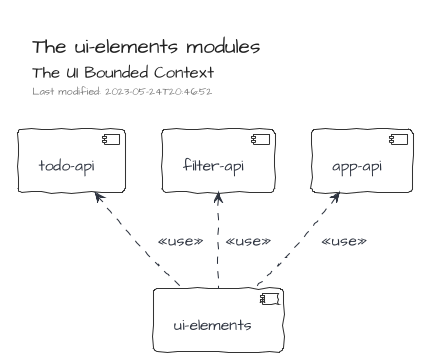 The ui-elements modules
The UI Bounded Context
Last modified: 2023-05-24T20:46:52
todo-api
filter-api
app-api
«use» «use» «use»
ui-elements